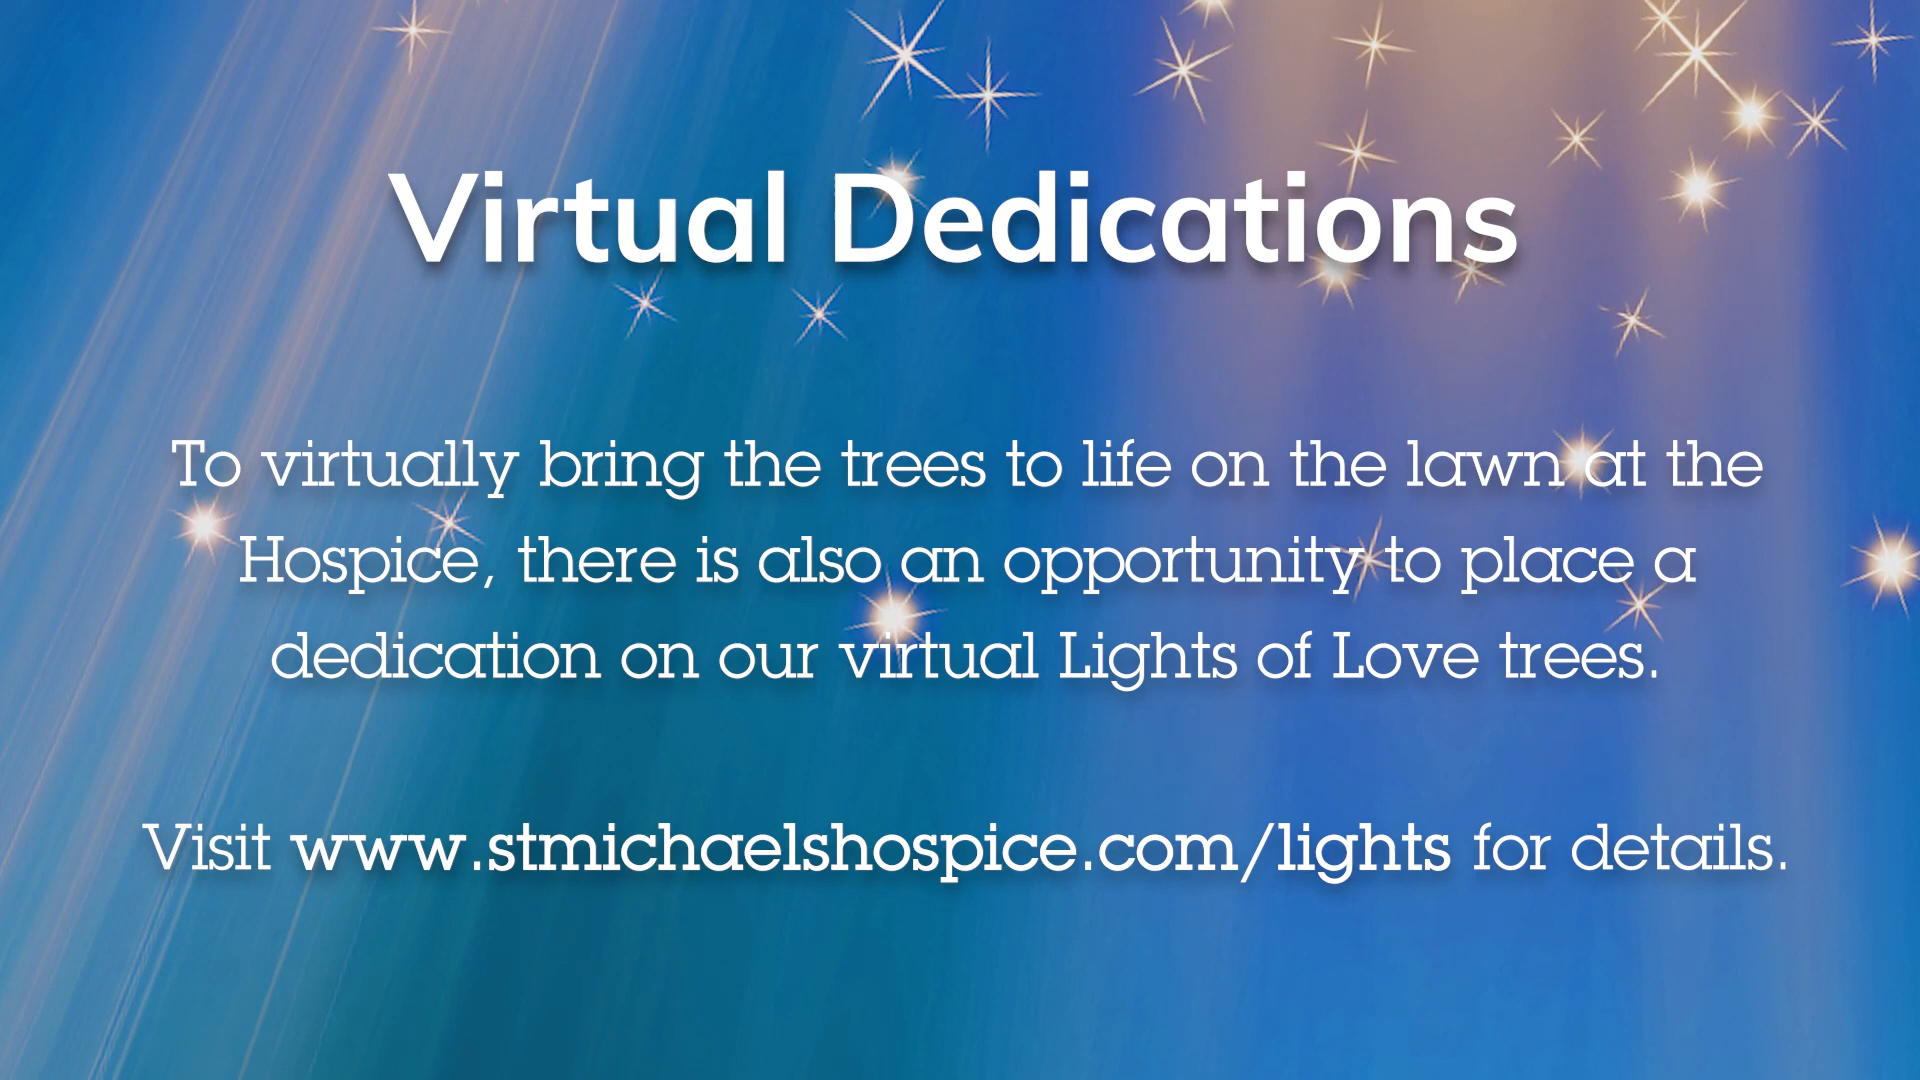 Virtual Dedications
To virtually bring the trees to life on the lawn at the
Hospice, there is also an opportunity to place a
dedication on our virtual Lights of Love trees.
Visit www.stmichaelshospice.com/lights for details.